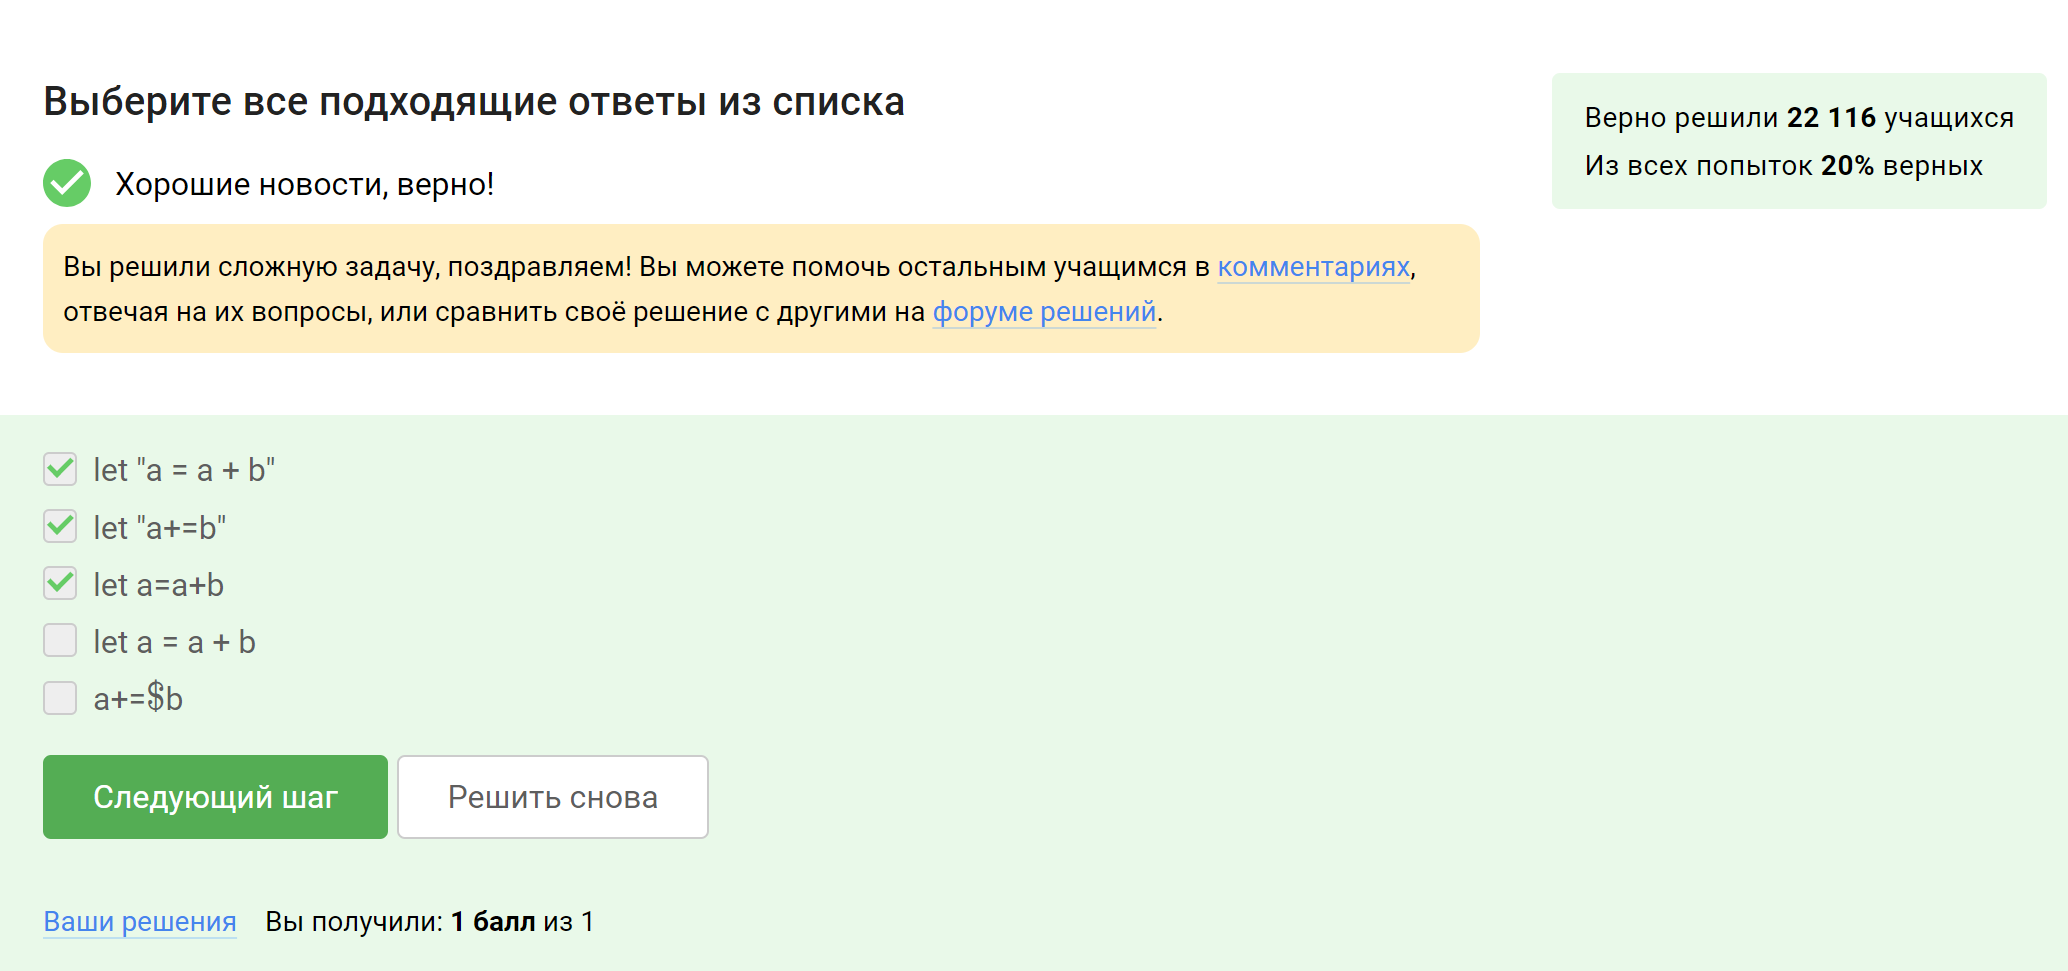 Выберите все подходящие ответы из списка
Верно решили 22 116 учащихся
Из всех попыток 20% верных
Хорошие новости, верно!
Вы решили сложную задачу, поздравляем! Вы можете помочь остальным учащимся в комментариях,
отвечая на их вопросы, или сравнить своё решение с другими на форуме решений.
let "a = a + b"
let "a+=b"
let a=a+b
let a = a + b
a+=$b
Следующий шаг
Решить снова
Ваши решения Вы получили: 1 балл из 1